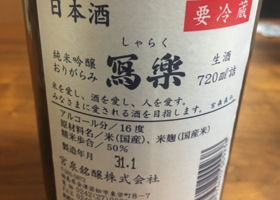 日本酒
要冷蔵
しゃらく
純米吟醸
おりがらみ
寫樂
生酒
720㎖詰
米を愛し、酒を愛し、人を愛す。
みなさまに愛される酒を目指します。
アルコール分/16度
原材料名/米(国産)、米麹(国産米)
精米歩合/50%
製造年月
31.1
宮泉銘醸株式会社